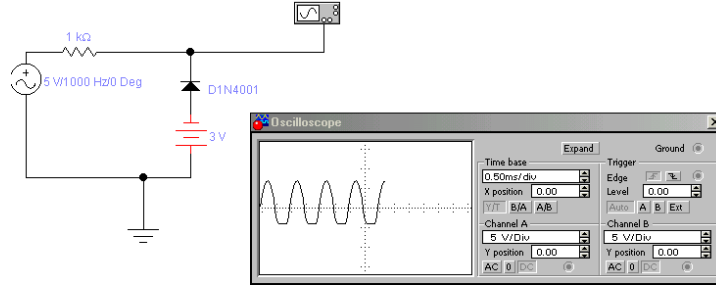 1 kΩ
5 V/1000 Hz/0 Deg
D1N4001
3 V
Oscilloscope
Expand
Ground
Time base
0.50ms/div
X position 0.00
Y/T B/A A/B
Trigger
Edge
Level 0.00
Auto A B Ext
Channel A
5 V/Div
Y position 0.00
AC 0 DC
Channel B
5 V/Div
Y position 0.00
AC 0 DC